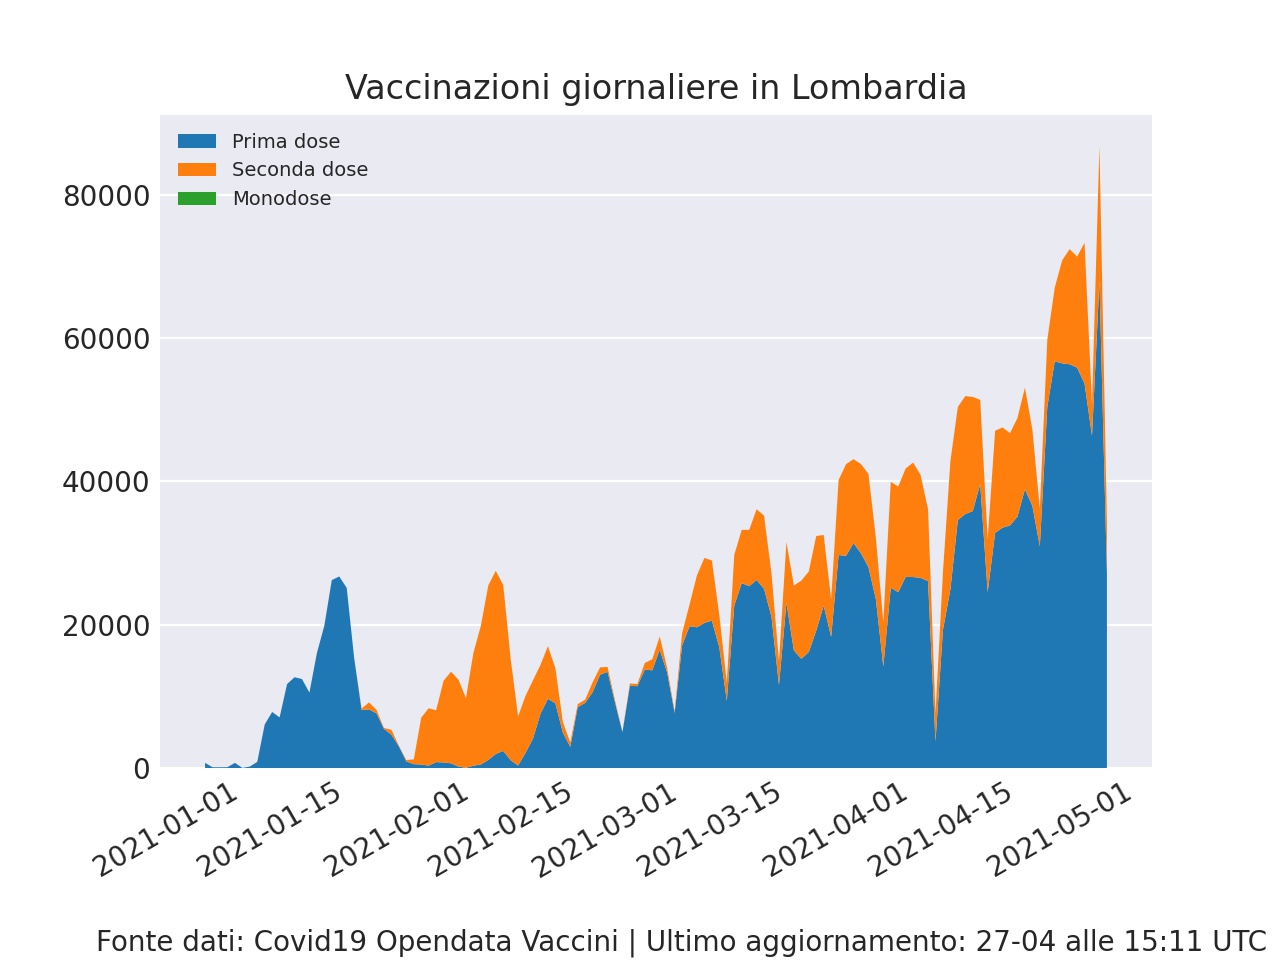 Vaccinazioni giornaliere in Lombardia
Prima dose
Seconda dose
Monodose
80000
60000
40000
20000
0
2021-01-01
2021-01-15
2021-02-01
2021-02-15
2021-03-01
2021-03-15
2021-04-01
2021-04-15
2021-05-01
Fonte dati: Covid19 Opendata Vaccini | Ultimo aggiornamento: 27-04 alle 15:11 UTC